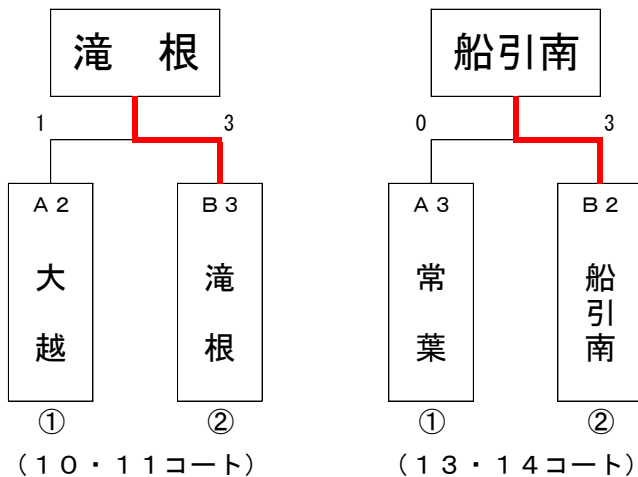 滝　根
1 3
A2 B3
大越
滝根
① ②
(10・11コート)
船引南
0 3
A3 B2
常葉
船引南
① ②
(13・14コート)